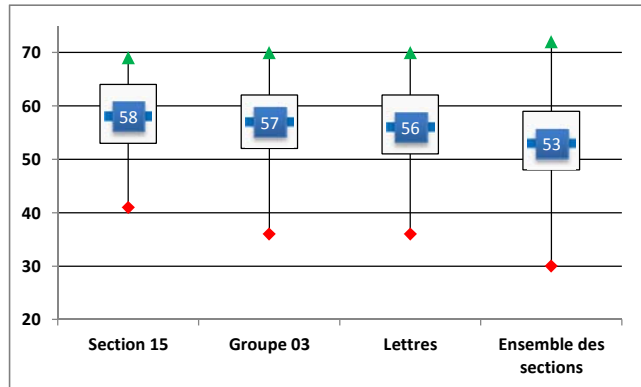 70
60
50
40
30
20
58
57
56
53
Section 15
Groupe 03
Lettres
Ensemble des
sections